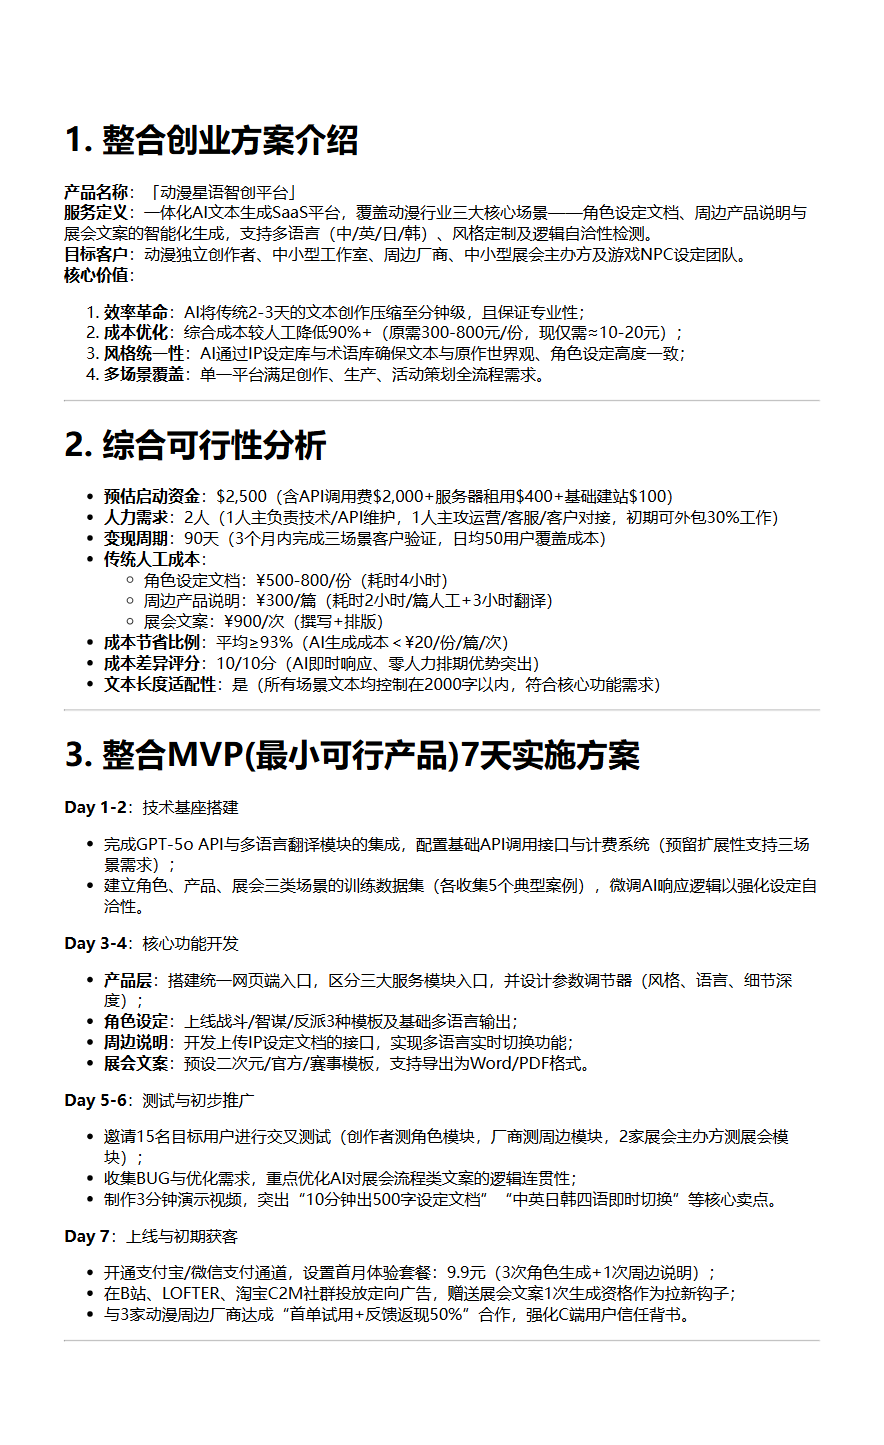 1. 整合创业方案介绍
产品名称：「动漫星语智创平台」
服务定义：一体化AI文本生成SaaS平台，覆盖动漫行业三大核心场景——角色设定文档、周边产品说明与
展会文案的智能化生成，支持多语言（中/英/日/韩）、风格定制及逻辑自洽性检测。
目标客户：动漫独立创作者、中小型工作室、周边厂商、中小型展会主办方及游戏NPC设定团队。
核心价值：
1. 效率革命：AI将传统2-3天的文本创作压缩至分钟级，且保证专业性；
2. 成本优化：综合成本较人工降低90%+（原需300-800元/份，现仅需≈10-20元）；
3. 风格统一性：AI通过IP设定库与术语库确保文本与原作世界观、角色设定高度一致；
4. 多场景覆盖：单一平台满足创作、生产、活动策划全流程需求。
2. 综合可行性分析
• 预估启动资金：$2,500（含API调用费$2,000+服务器租用$400+基础建站$100）
• 人力需求：2人（1人主负责技术/API维护，1人主攻运营/客服/客户对接，初期可外包30%工作）
• 变现周期：90天（3个月内完成三场景客户验证，日均50用户覆盖成本）
• 传统人工成本：
◦ 角色设定文档：¥500-800/份（耗时4小时）
◦ 周边产品说明：¥300/篇（耗时2小时/篇人工+3小时翻译）
◦ 展会文案：¥900/次（撰写+排版）
• 成本节省比例：平均≥93%（AI生成成本＜¥20/份/篇/次）
• 成本差异评分：10/10分（AI即时响应、零人力排期优势突出）
• 文本长度适配性：是（所有场景文本均控制在2000字以内，符合核心功能需求）
3. 整合MVP(最小可行产品)7天实施方案
Day 1-2：技术基座搭建
• 完成GPT-5o API与多语言翻译模块的集成，配置基础API调用接口与计费系统（预留扩展性支持三场
景需求）；
• 建立角色、产品、展会三类场景的训练数据集（各收集5个典型案例），微调AI响应逻辑以强化设定自
洽性。
Day 3-4：核心功能开发
• 产品层：搭建统一网页端入口，区分三大服务模块入口，并设计参数调节器（风格、语言、细节深
度）；
• 角色设定：上线战斗/智谋/反派3种模板及基础多语言输出；
• 周边说明：开发上传IP设定文档的接口，实现多语言实时切换功能；
• 展会文案：预设二次元/官方/赛事模板，支持导出为Word/PDF格式。
Day 5-6：测试与初步推广
• 邀请15名目标用户进行交叉测试（创作者测角色模块，厂商测周边模块，2家展会主办方测展会模
块）；
• 收集BUG与优化需求，重点优化AI对展会流程类文案的逻辑连贯性；
• 制作3分钟演示视频，突出“10分钟出500字设定文档”“中英日韩四语即时切换”等核心卖点。
Day 7：上线与初期获客
• 开通支付宝/微信支付通道，设置首月体验套餐：9.9元（3次角色生成+1次周边说明）；
• 在B站、LOFTER、淘宝C2M社群投放定向广告，赠送展会文案1次生成资格作为拉新钩子；
• 与3家动漫周边厂商达成“首单试用+反馈返现50%”合作，强化C端用户信任背书。